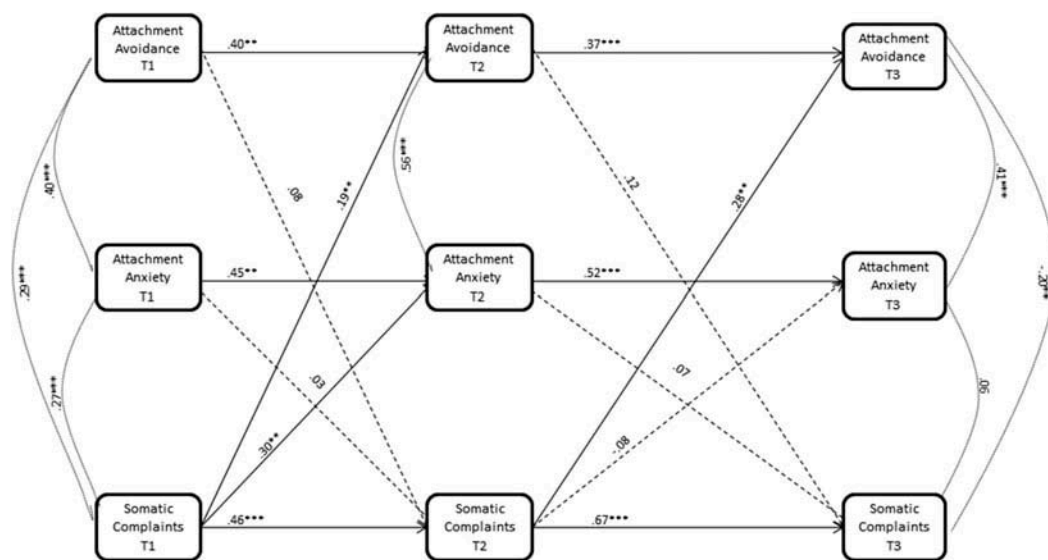 Attachment
Avoidance
T1
.40**
Attachment
Avoidance
T2
.37***
Attachment
Avoidance
T3
.08
.19**
.56***
.12
.28**
.40***
.41***
.29***
-.20**
Attachment
Anxiety
T1
.45**
Attachment
Anxiety
T2
.52***
Attachment
Anxiety
T3
.27***
.03
.30**
.07
-.08
.06
Somatic
Complaints
T1
.46***
Somatic
Complaints
T2
.67***
Somatic
Complaints
T3